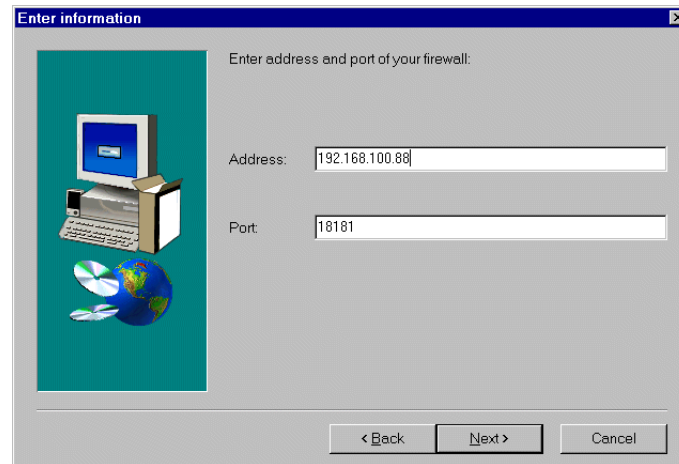 Enter information
Enter address and port of your firewall:
Address: 192.168.100.88
Port: 18181
< Back Next > Cancel